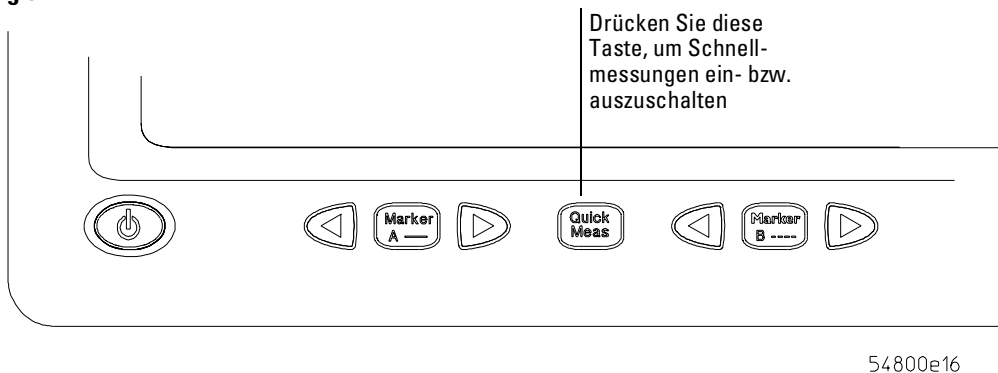 Drücken Sie diese
Taste, um Schnell-
messungen ein- bzw.
auszuschalten
Marker
A —
Quick
Meas
Marker
B ----
54800e16